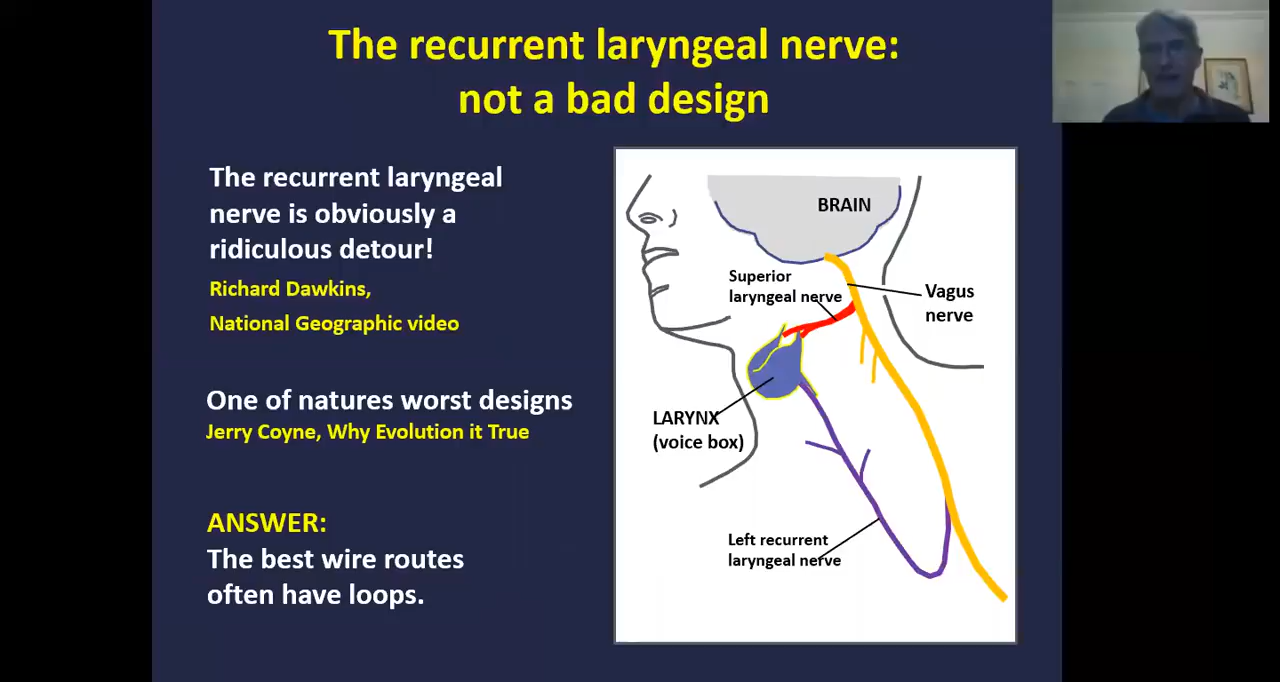 The recurrent laryngeal nerve:
not a bad design
The recurrent laryngeal
nerve is obviously a
ridiculous detour!
Richard Dawkins,
National Geographic video
One of natures worst designs
Jerry Coyne, Why Evolution it True
ANSWER:
The best wire routes
often have loops.
BRAIN
Superior
laryngeal nerve
Vagus
nerve
LARYNX
(voice box)
Left recurrent
laryngeal nerve